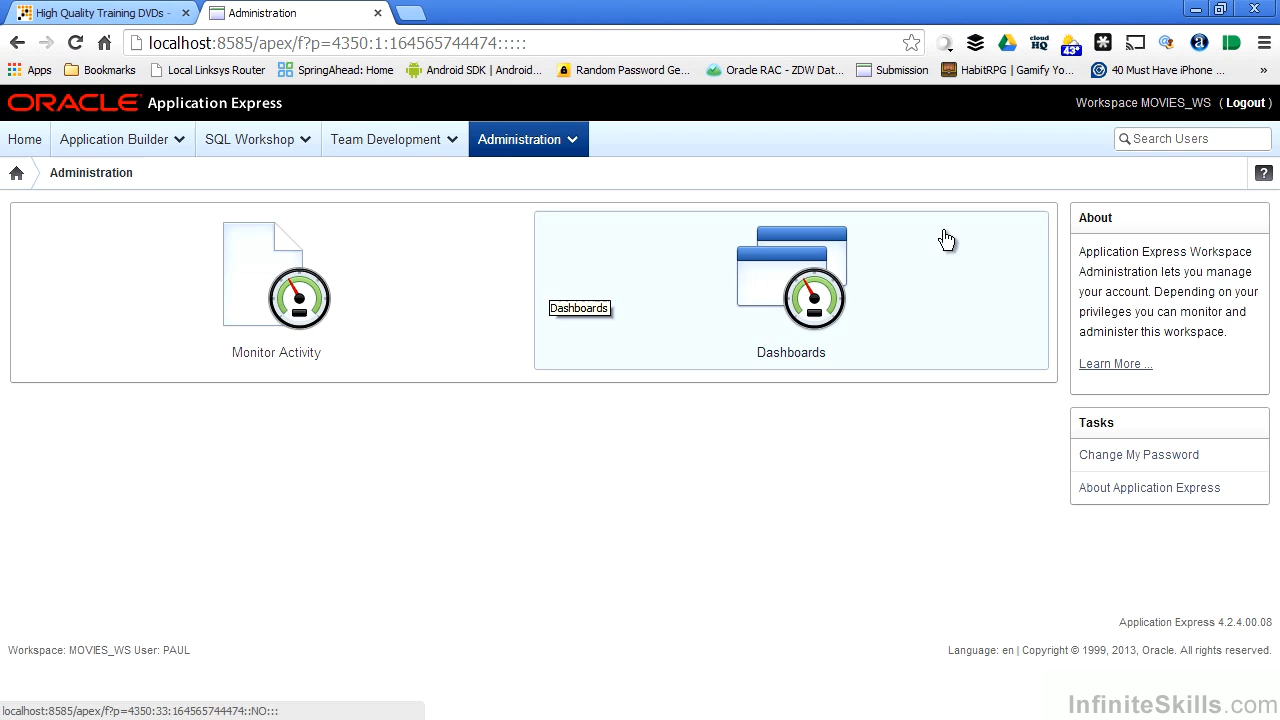 High Quality Training DVDs -
Administration
localhost:8585/apex/f?p=4350:1:164565744474:::::
43°
cloud HQ
Apps
Bookmarks
Local Linksys Router
SpringAhead: Home
Android SDK | Android...
Random Password Ge...
Oracle RAC - ZDW Dat...
Submission
HabitRPG | Gamify Yo...
40 Must Have iPhone ...
»
ORACLE Application Express
Workspace MOVIES_WS ( Logout )
Home
Application Builder
SQL Workshop
Team Development
Administration
Search Users
Administration
?
Monitor Activity
Dashboards
Dashboards
About
Application Express Workspace
Administration lets you manage
your account. Depending on your
privileges you can monitor and
administer this workspace.
Learn More ...
Tasks
Change My Password
About Application Express
Application Express 4.2.4.00.08
Workspace: MOVIES_WS User: PAUL
Language: en | Copyright © 1999, 2013, Oracle. All rights reserved.
localhost:8585/apex/f?p=4350:33:164565744474::NO:::
InfiniteSkills.com